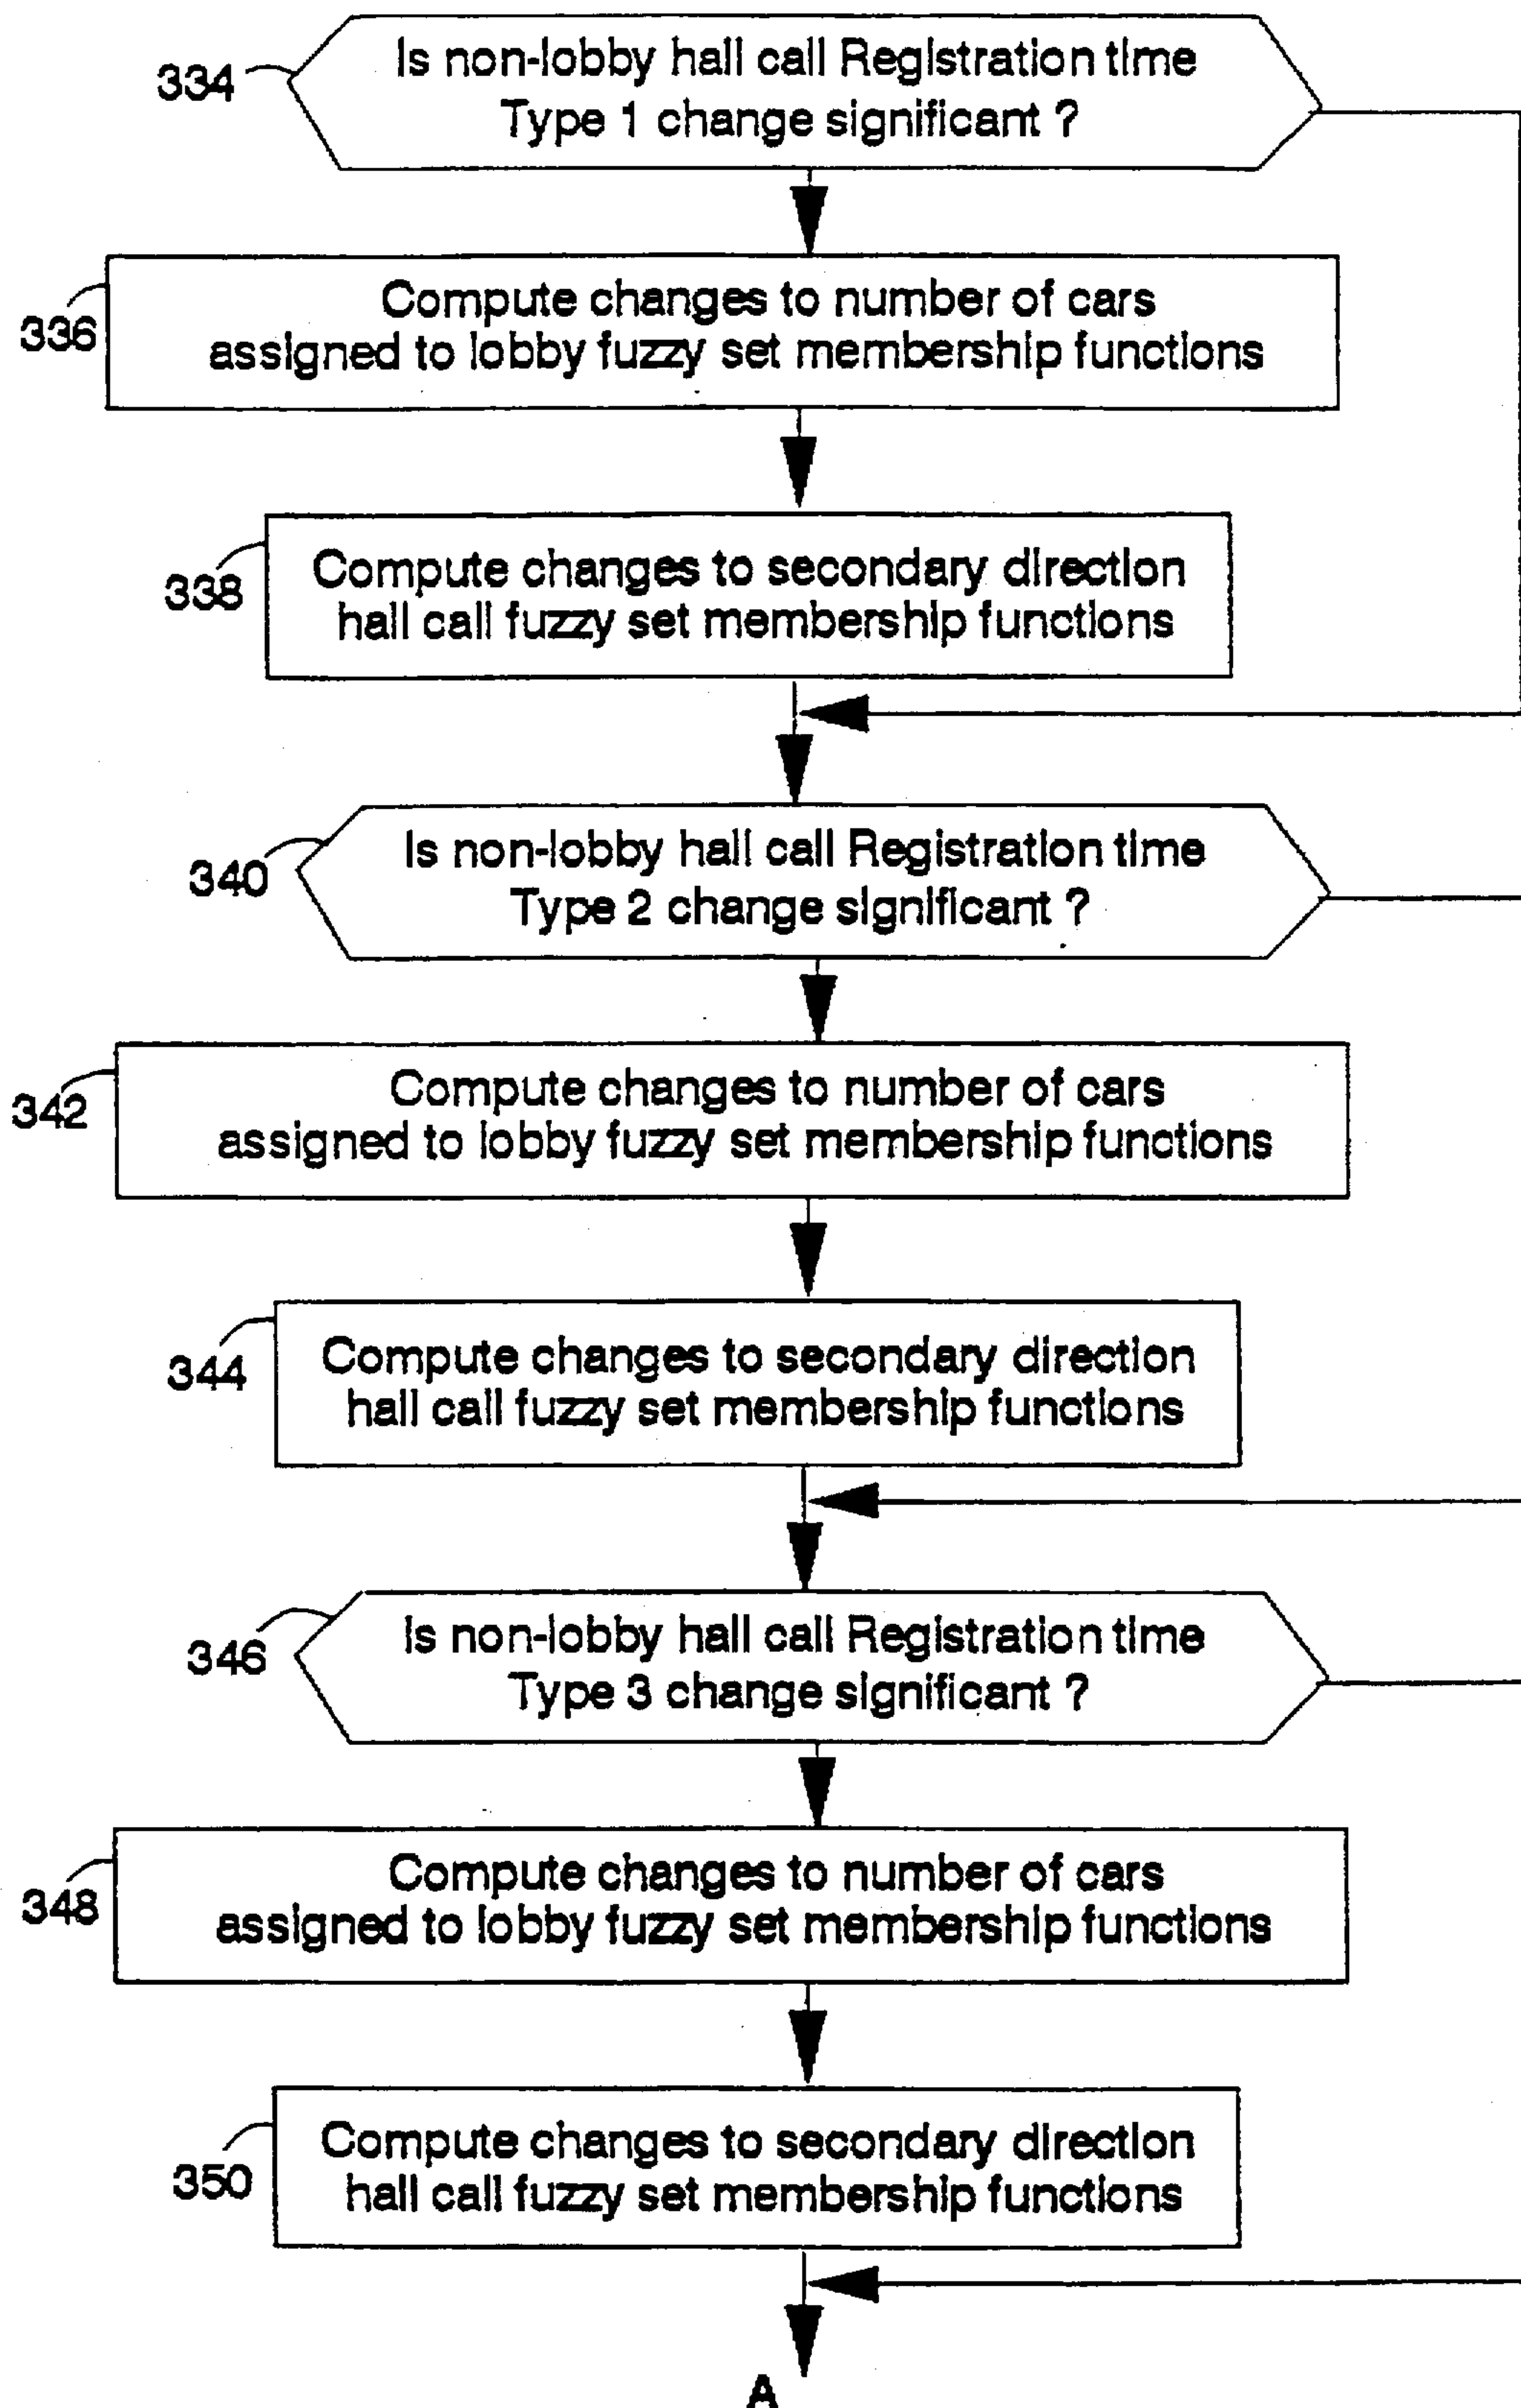 334
Is non-lobby hall call Registration time
Type 1 change significant ?
336
Compute changes to number of cars
assigned to lobby fuzzy set membership functions
338
Compute changes to secondary direction
hall call fuzzy set membership functions
340
Is non-lobby hall call Registration time
Type 2 change significant ?
342
Compute changes to number of cars
assigned to lobby fuzzy set membership functions
344
Compute changes to secondary direction
hall call fuzzy set membership functions
346
Is non-lobby hall call Registration time
Type 3 change significant ?
348
Compute changes to number of cars
assigned to lobby fuzzy set membership functions
350
Compute changes to secondary direction
hall call fuzzy set membership functions
A